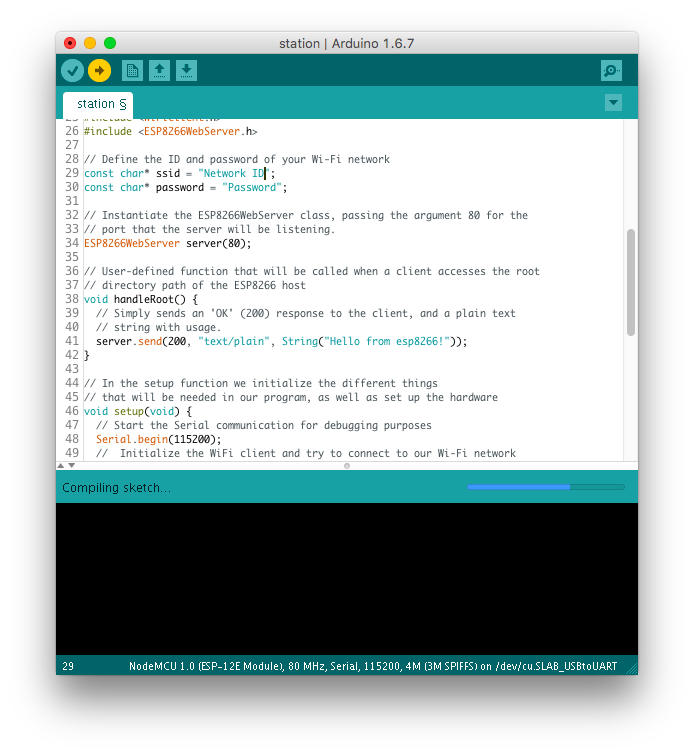 station | Arduino 1.6.7
station §
25 #include <WiFiClient.h>
26 #include <ESP8266WebServer.h>
27
28 // Define the ID and password of your Wi-Fi network
29 const char* ssid = "Network ID";
30 const char* password = "Password";
31
32 // Instantiate the ESP8266WebServer class, passing the argument 80 for the
33 // port that the server will be listening.
34 ESP8266WebServer server(80);
35
36 // User-defined function that will be called when a client accesses the root
37 // directory path of the ESP8266 host
38 void handleRoot() {
39 // Simply sends an 'OK' (200) response to the client, and a plain text
40 // string with usage.
41 server.send(200, "text/plain", String("Hello from esp8266!"));
42 }
43
44 // In the setup function we initialize the different things
45 // that will be needed in our program, as well as set up the hardware
46 void setup(void) {
47 // Start the Serial communication for debugging purposes
48 Serial.begin(115200);
49 //  Initialize the WiFi client and try to connect to our Wi-Fi network
Compiling sketch...
29 NodeMCU 1.0 (ESP-12E Module), 80 MHz, Serial, 115200, 4M (3M SPIFFS) on /dev/cu.SLAB_USBtoUART